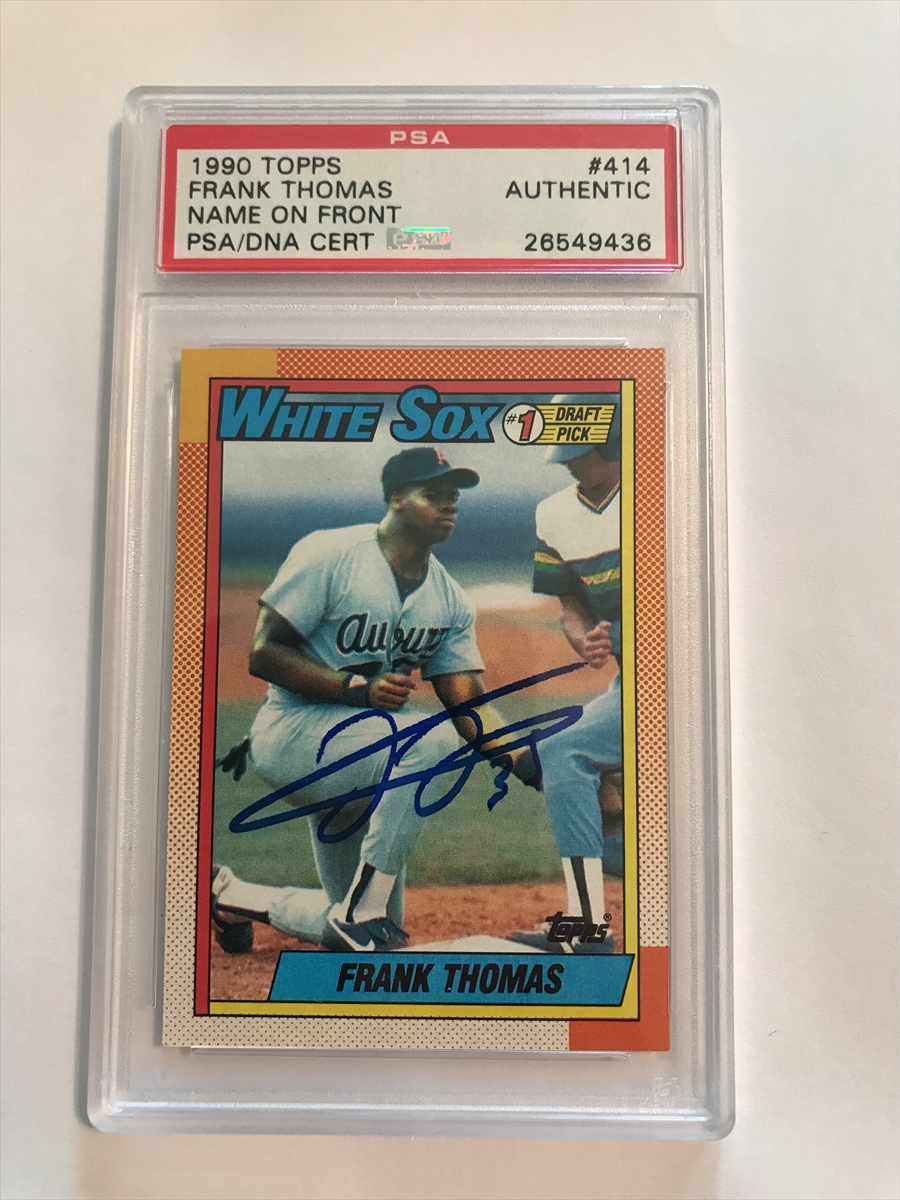 PSA
1990 TOPPS #414
FRANK THOMAS AUTHENTIC
NAME ON FRONT
PSA/DNA CERT 26549436
WHITE SOX #1 DRAFT PICK
Auburn
35
topps®
FRANK THOMAS